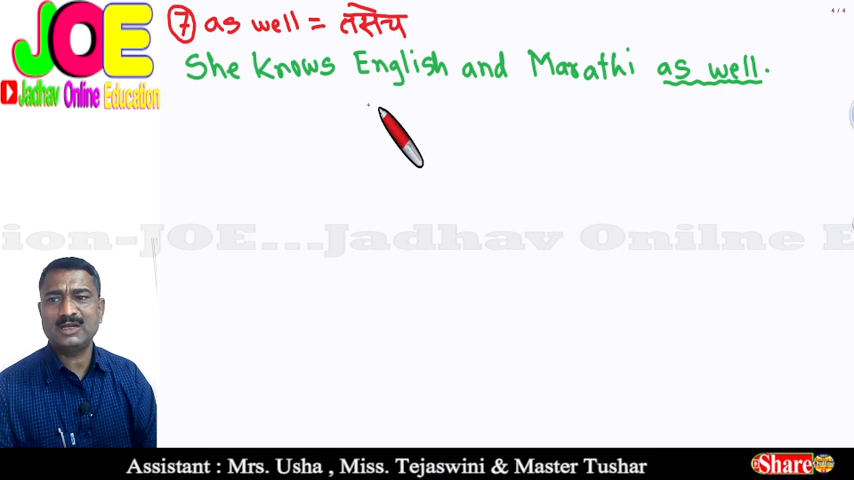 4 / 4
JOE
Jadhav Online Education
⑦ as well = तसेच
She knows English and Marathi as well.
ion-JOE...Jadhav Onilne E
Assistant : Mrs. Usha , Miss. Tejaswini & Master Tushar
Share